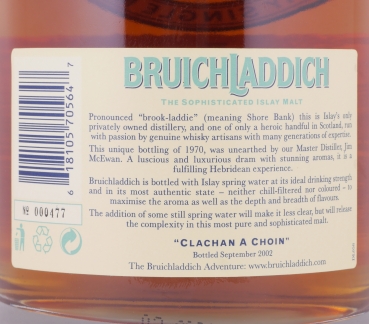 BRUICHLADDICH
THE SOPHISTICATED ISLAY MALT
Pronounced “brook-laddie” (meaning Shore Bank) this is Islay's only
privately owned distillery, and one of only a heroic handful in Scotland, run
with passion by genuine whisky artisans with many generations of expertise.
This unique bottling of 1970, was unearthed by our Master Distiller, Jim
McEwan. A luscious and luxurious dram with stunning aromas, it is a
fulfilling Hebridean experience.
Bruichladdich is bottled with Islay spring water at its ideal drinking strength
and in its most authentic state – neither chill-filtered nor coloured – to
maximise the aroma as well as the depth and breadth of flavours.
The addition of some still spring water will make it less clear, but will release
the complexity in this most pure and sophisticated malt.
"CLACHAN A CHOIN"
Bottled September 2002
The Bruichladdich Adventure: www.bruichladdich.com
6 18105 70564 7
Nº 000477